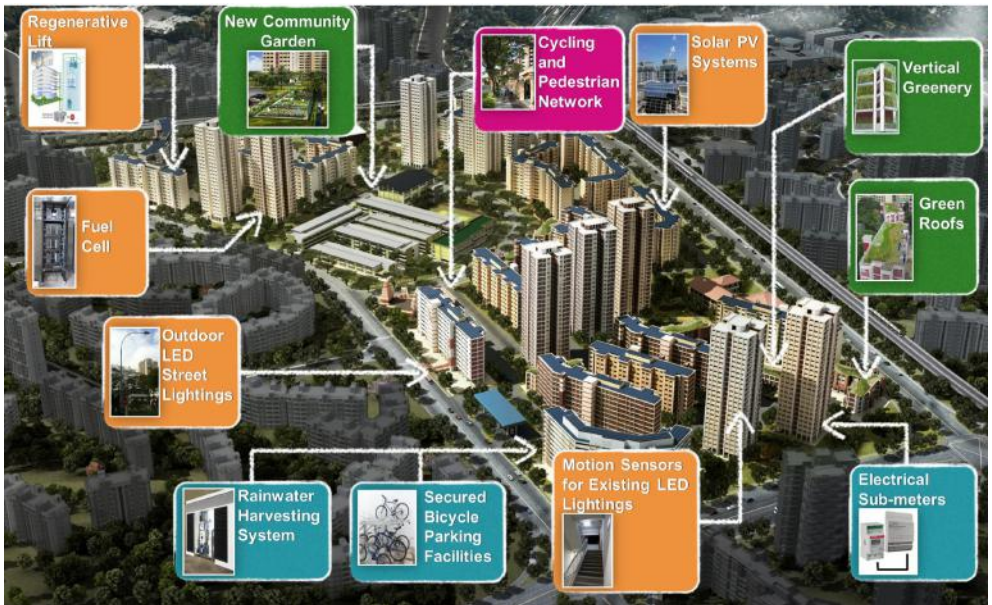 Regenerative
Lift
New Community
Garden
Cycling
and
Pedestrian
Network
Solar PV
Systems
Vertical
Greenery
Fuel
Cell
Green
Roofs
Outdoor
LED
Street
Lightings
Rainwater
Harvesting
System
Secured
Bicycle
Parking
Facilities
Motion Sensors
for Existing LED
Lightings
Electrical
Sub-meters